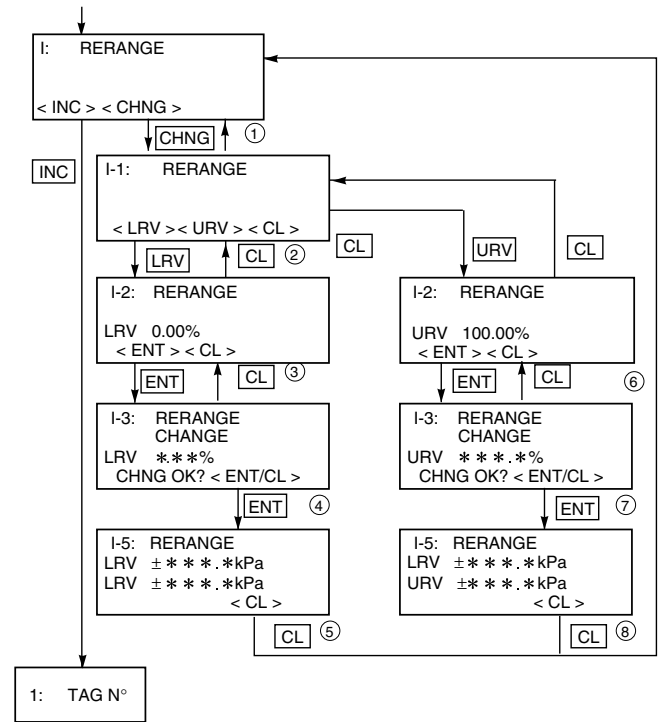 I: RERANGE
< INC > < CHNG >
CHNG
①
INC
I-1: RERANGE
< LRV >< URV > < CL >
LRV
CL
②
CL
URV
CL
I-2: RERANGE
LRV 0.00%
< ENT > < CL >
I-2: RERANGE
URV 100.00%
< ENT > < CL >
ENT
CL
③
ENT
CL
⑥
I-3: RERANGE
CHANGE
LRV *.**%
CHNG OK? < ENT/CL >
I-3: RERANGE
CHANGE
URV ***.*%
CHNG OK? < ENT/CL >
ENT
④
ENT
⑦
I-5: RERANGE
LRV ±***.*kPa
LRV ±***.*kPa
< CL >
I-5: RERANGE
LRV ±***.*kPa
URV ±***.*kPa
< CL >
CL
⑤
CL
⑧
1: TAG N°